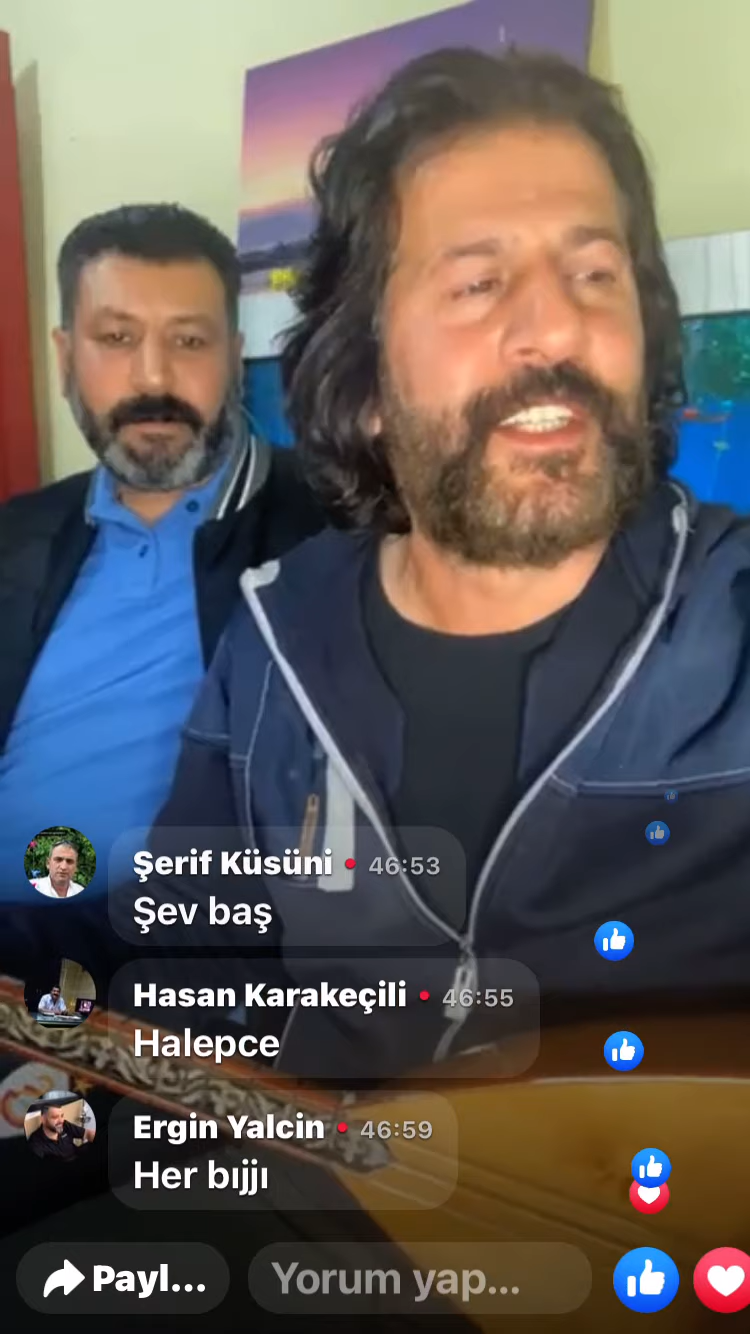 Şerif Küsüni • 46:53
Şev baş
Hasan Karakeçili • 46:55
Halepce
Ergin Yalcin • 46:59
Her bıjjı
Payl...
Yorum yap...